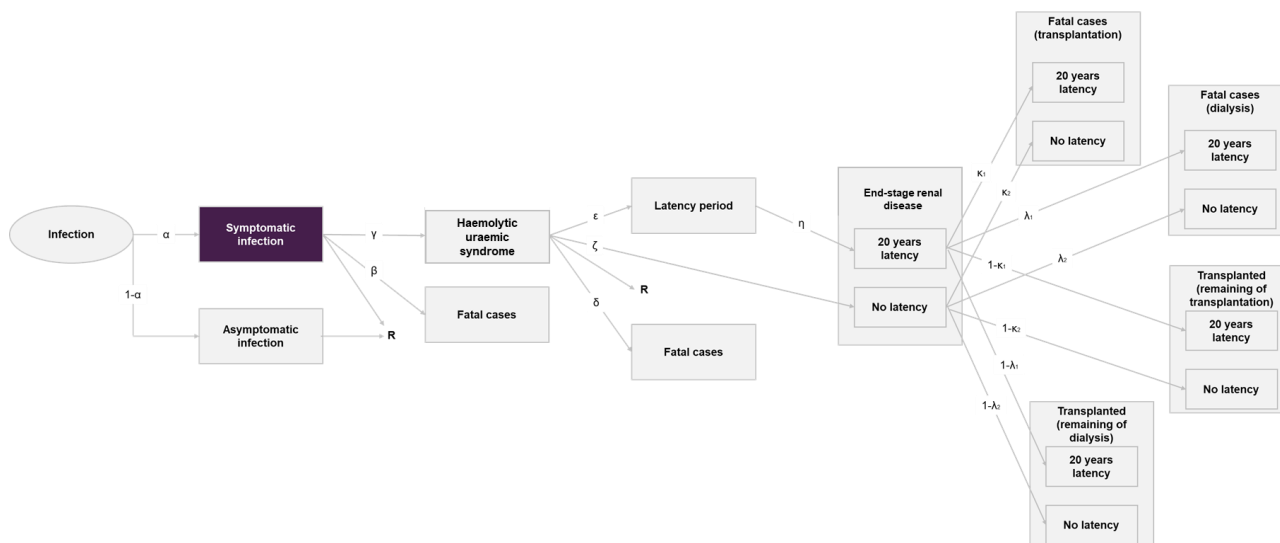 Fatal cases
(transplantation)
20 years
latency
No latency
Fatal cases
(dialysis)
20 years
latency
No latency
κ₁
κ₂
λ₁
λ₂
End-stage renal
disease
20 years
latency
No latency
Latency period
η
ε
ζ
δ
R
Fatal cases
Haemolytic
uraemic
syndrome
γ
β
Fatal cases
R
Symptomatic
infection
Infection
α
1-α
Asymptomatic
infection
1-κ₁
1-κ₂
1-λ₁
1-λ₂
Transplanted
(remaining of
transplantation)
20 years
latency
No latency
Transplanted
(remaining of
dialysis)
20 years
latency
No latency